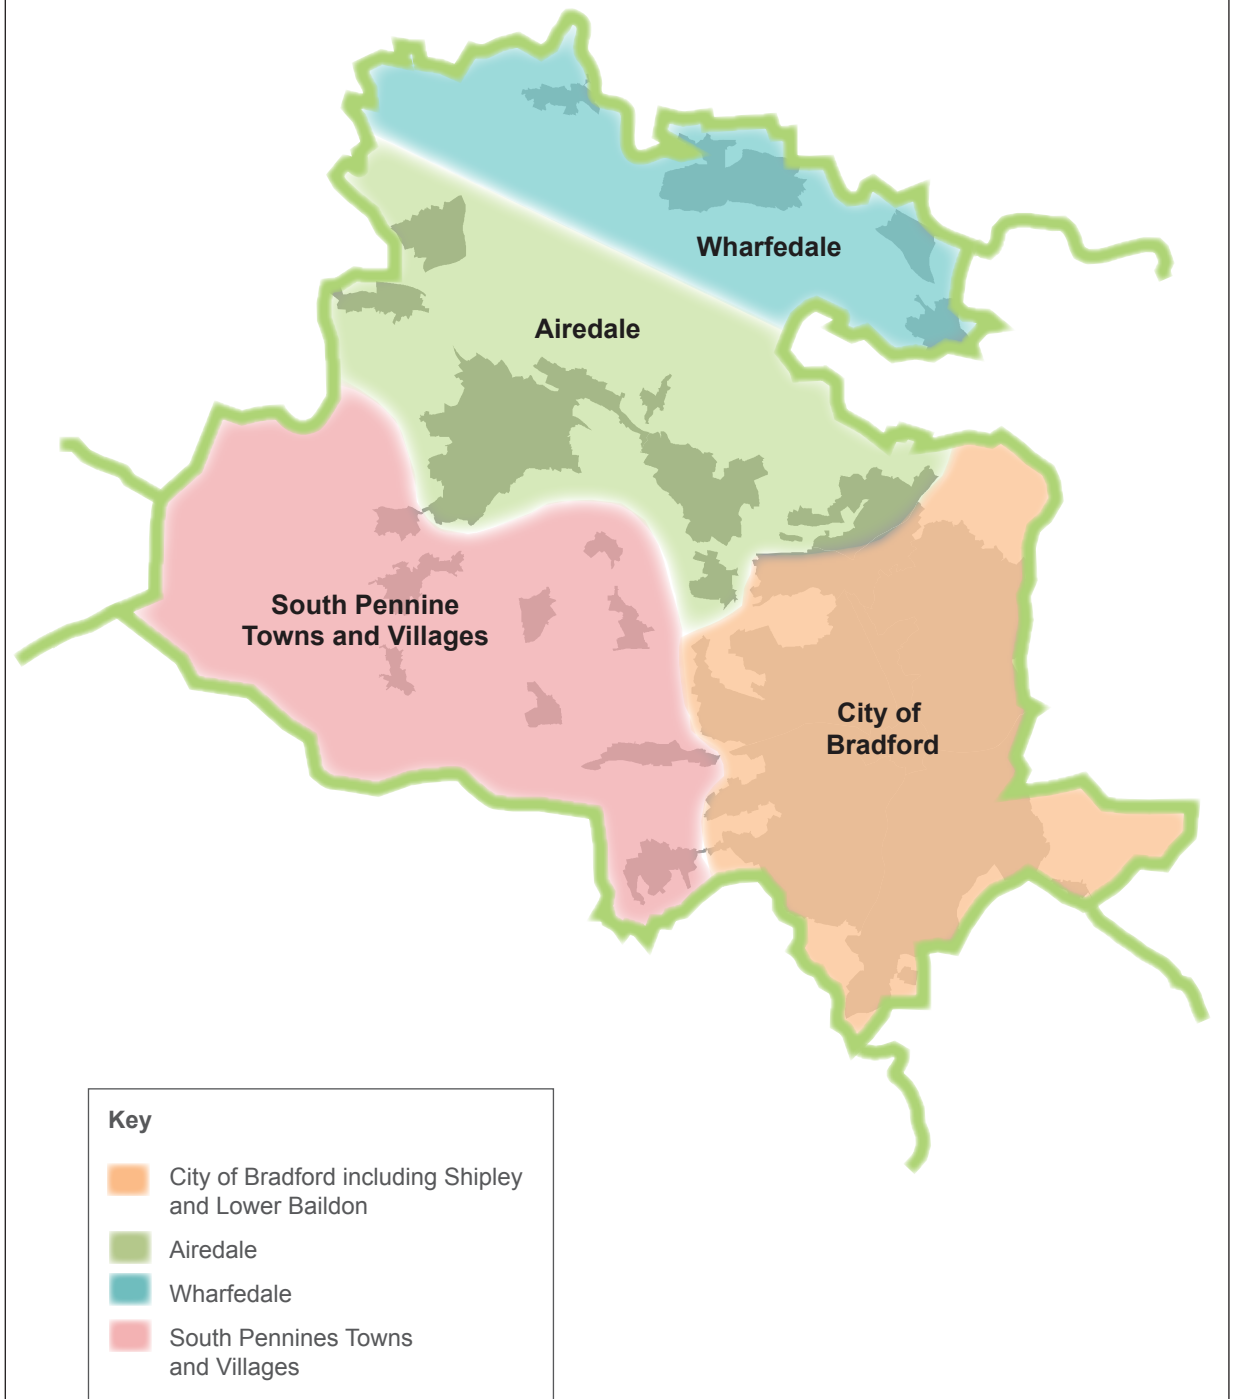 Wharfedale
Airedale
South Pennine
Towns and Villages
City of
Bradford
Key
City of Bradford including Shipley
and Lower Baildon
Airedale
Wharfedale
South Pennines Towns
and Villages